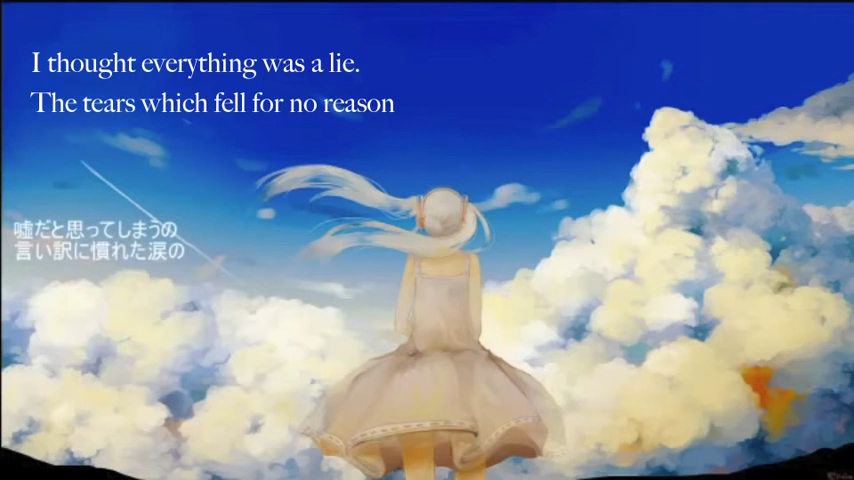 I thought everything was a lie.
The tears which fell for no reason
嘘だと思ってしまうの
言い訳に慣れた涙の